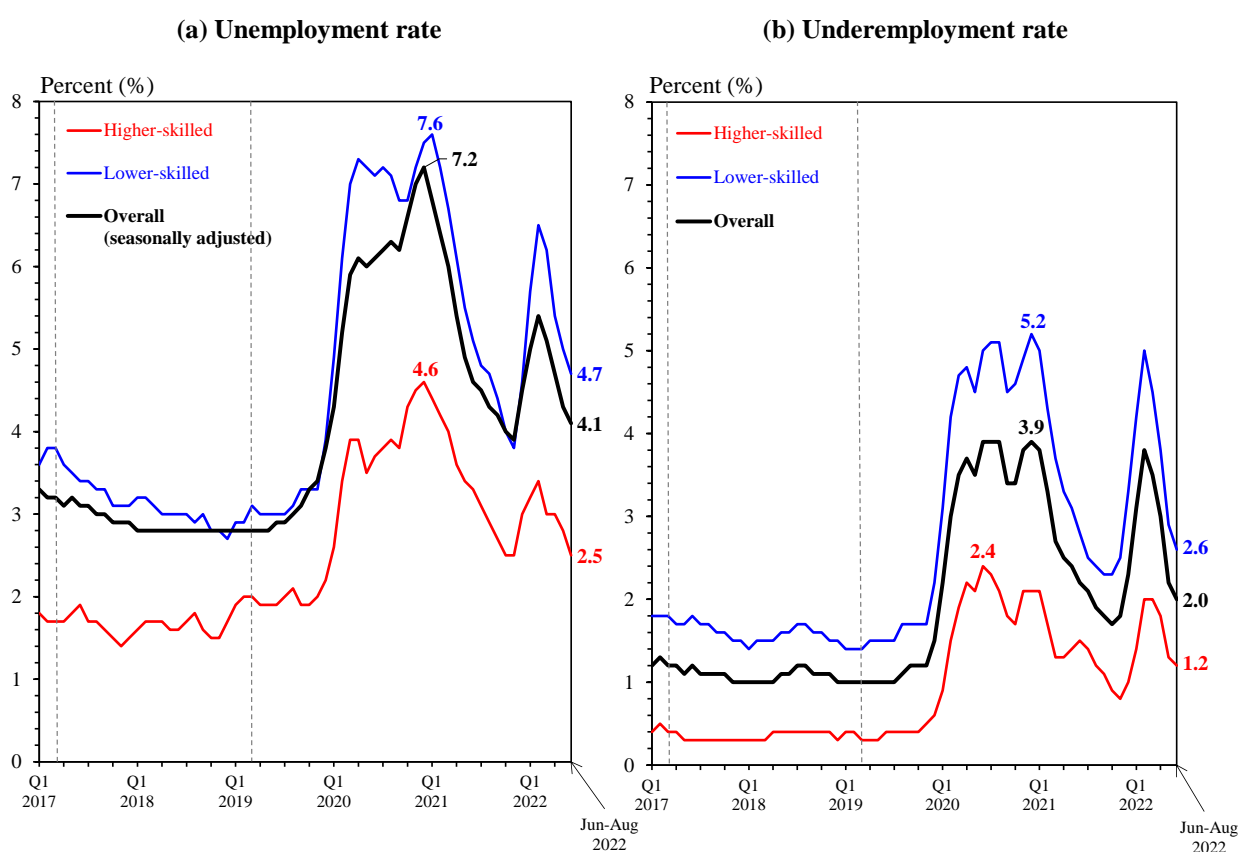 (a) Unemployment rate
Percent (%)
8
7
6
5
4
3
2
1
0
Higher-skilled
Lower-skilled
Overall
(seasonally adjusted)
7.6
7.2
4.6
4.7
4.1
2.5
Q1 Q1 Q1 Q1 Q1 Q1
2017 2018 2019 2020 2021 2022
Jun-Aug
2022
(b) Underemployment rate
Percent (%)
8
7
6
5
4
3
2
1
0
Higher-skilled
Lower-skilled
Overall
5.2
3.9
2.4
2.6
2.0
1.2
Q1 Q1 Q1 Q1 Q1 Q1
2017 2018 2019 2020 2021 2022
Jun-Aug
2022